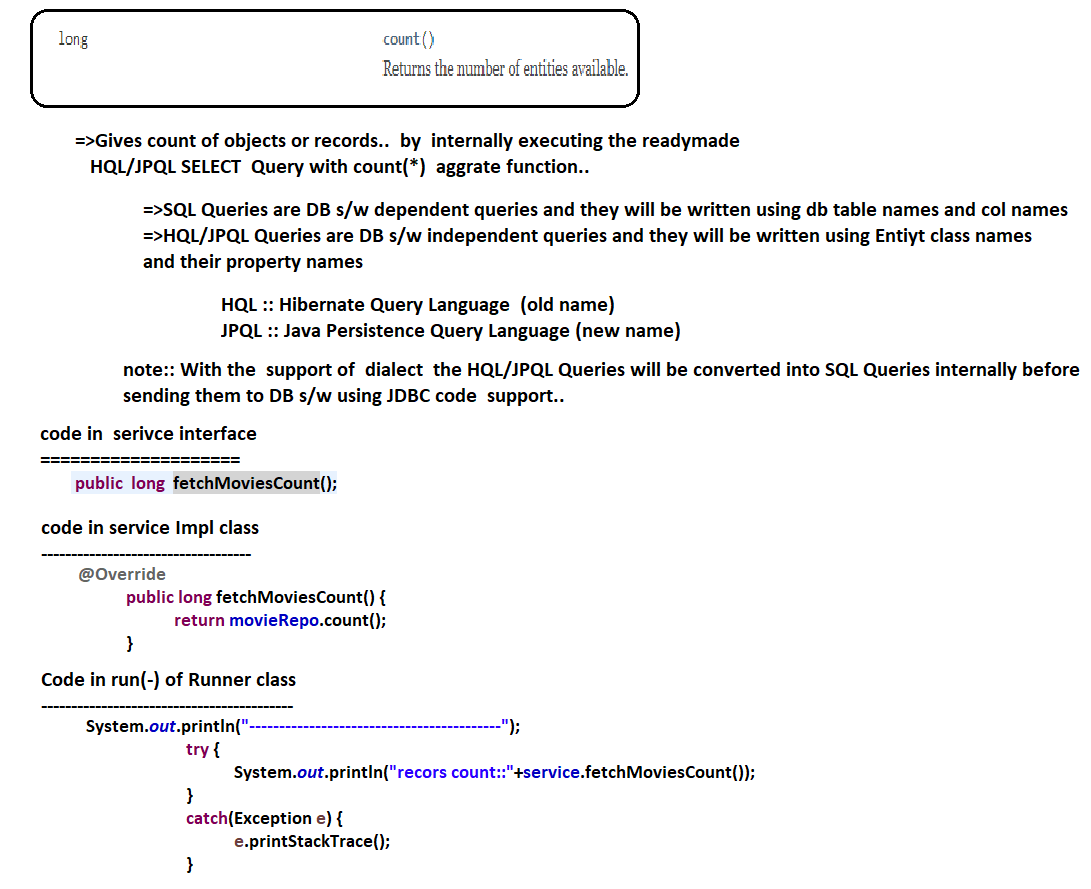 long count()
Returns the number of entities available.
=>Gives count of objects or records.. by internally executing the readymade
HQL/JPQL SELECT Query with count(*) aggrate function..
=>SQL Queries are DB s/w dependent queries and they will be written using db table names and col names
=>HQL/JPQL Queries are DB s/w independent queries and they will be written using Entiyt class names
and their property names
HQL :: Hibernate Query Language (old name)
JPQL :: Java Persistence Query Language (new name)
note:: With the support of dialect the HQL/JPQL Queries will be converted into SQL Queries internally before
sending them to DB s/w using JDBC code support..
code in serivce interface
====================
public long fetchMoviesCount();
code in service Impl class
-----------------------------------
@Override
public long fetchMoviesCount() {
return movieRepo.count();
}
Code in run(-) of Runner class
------------------------------------------
System.out.println("------------------------------------------");
try {
System.out.println("recors count::"+service.fetchMoviesCount());
}
catch(Exception e) {
e.printStackTrace();
}